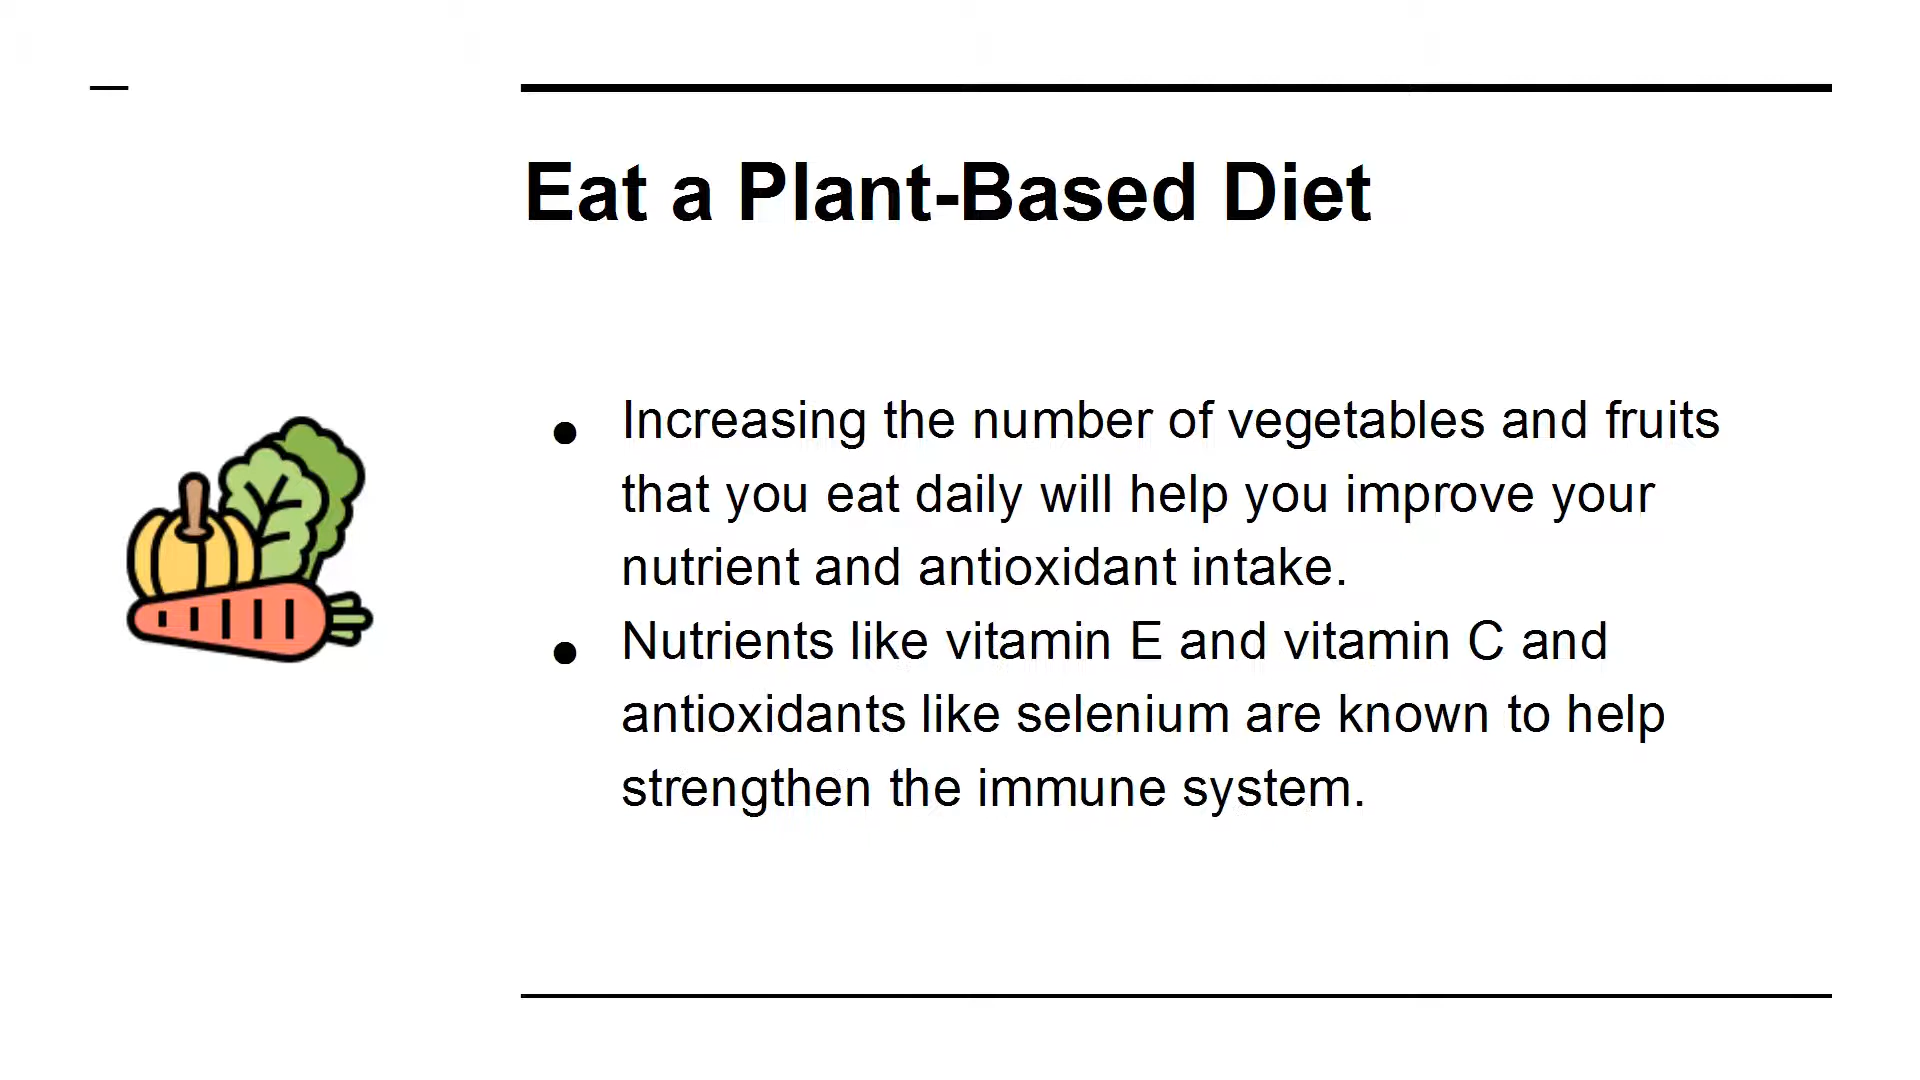 Eat a Plant-Based Diet
● Increasing the number of vegetables and fruits
that you eat daily will help you improve your
nutrient and antioxidant intake.
● Nutrients like vitamin E and vitamin C and
antioxidants like selenium are known to help
strengthen the immune system.